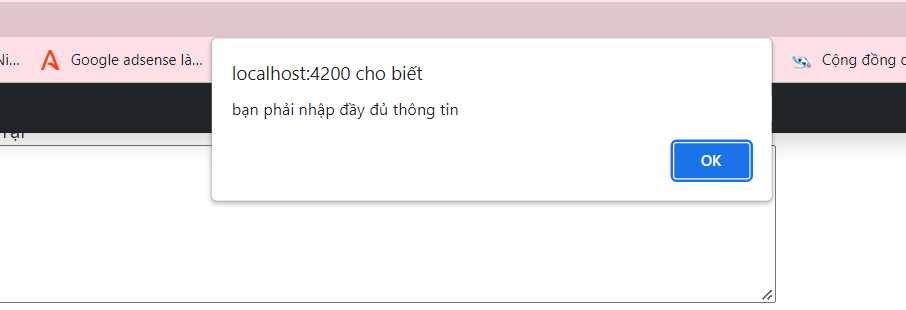 Ni...
Google adsense là...
localhost:4200 cho biết
Cộng đồng c
bạn phải nhập đầy đủ thông tin
OK